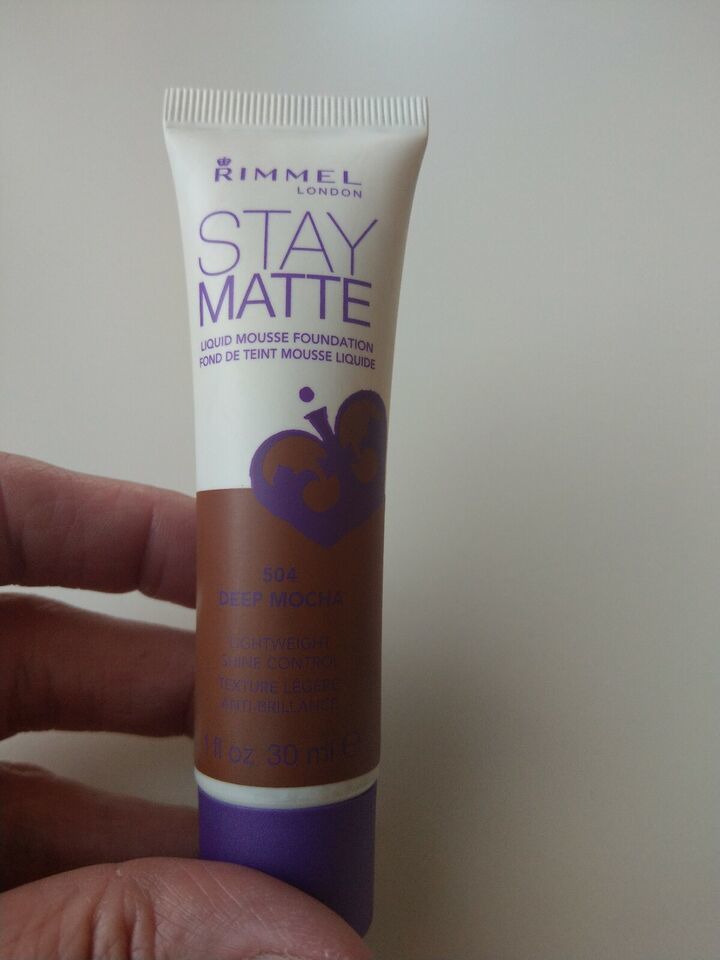 RIMMEL
LONDON
STAY
MATTE
LIQUID MOUSSE FOUNDATION
FOND DE TEINT MOUSSE LIQUIDE
504
DEEP MOCHA
LIGHTWEIGHT
SHINE CONTROL
TEXTURE LÉGÈRE
ANTI-BRILLANCE
1 fl oz 30 ml e